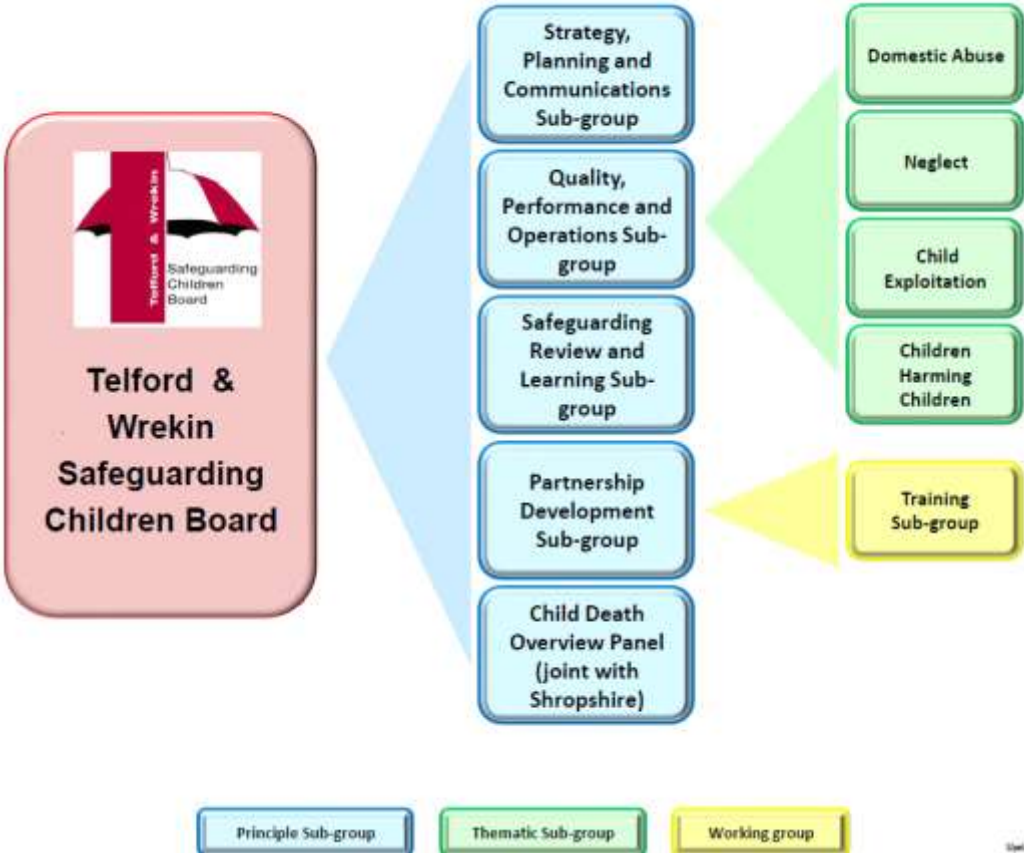 Telford & Wrekin
Safeguarding
Children
Board
Telford &
Wrekin
Safeguarding
Children Board
Strategy,
Planning and
Communications
Sub-group
Quality,
Performance and
Operations Sub-
group
Safeguarding
Review and
Learning Sub-
group
Partnership
Development
Sub-group
Child Death
Overview Panel
(joint with
Shropshire)
Domestic Abuse
Neglect
Child
Exploitation
Children
Harming
Children
Training
Sub-group
Principle Sub-group
Thematic Sub-group
Working group